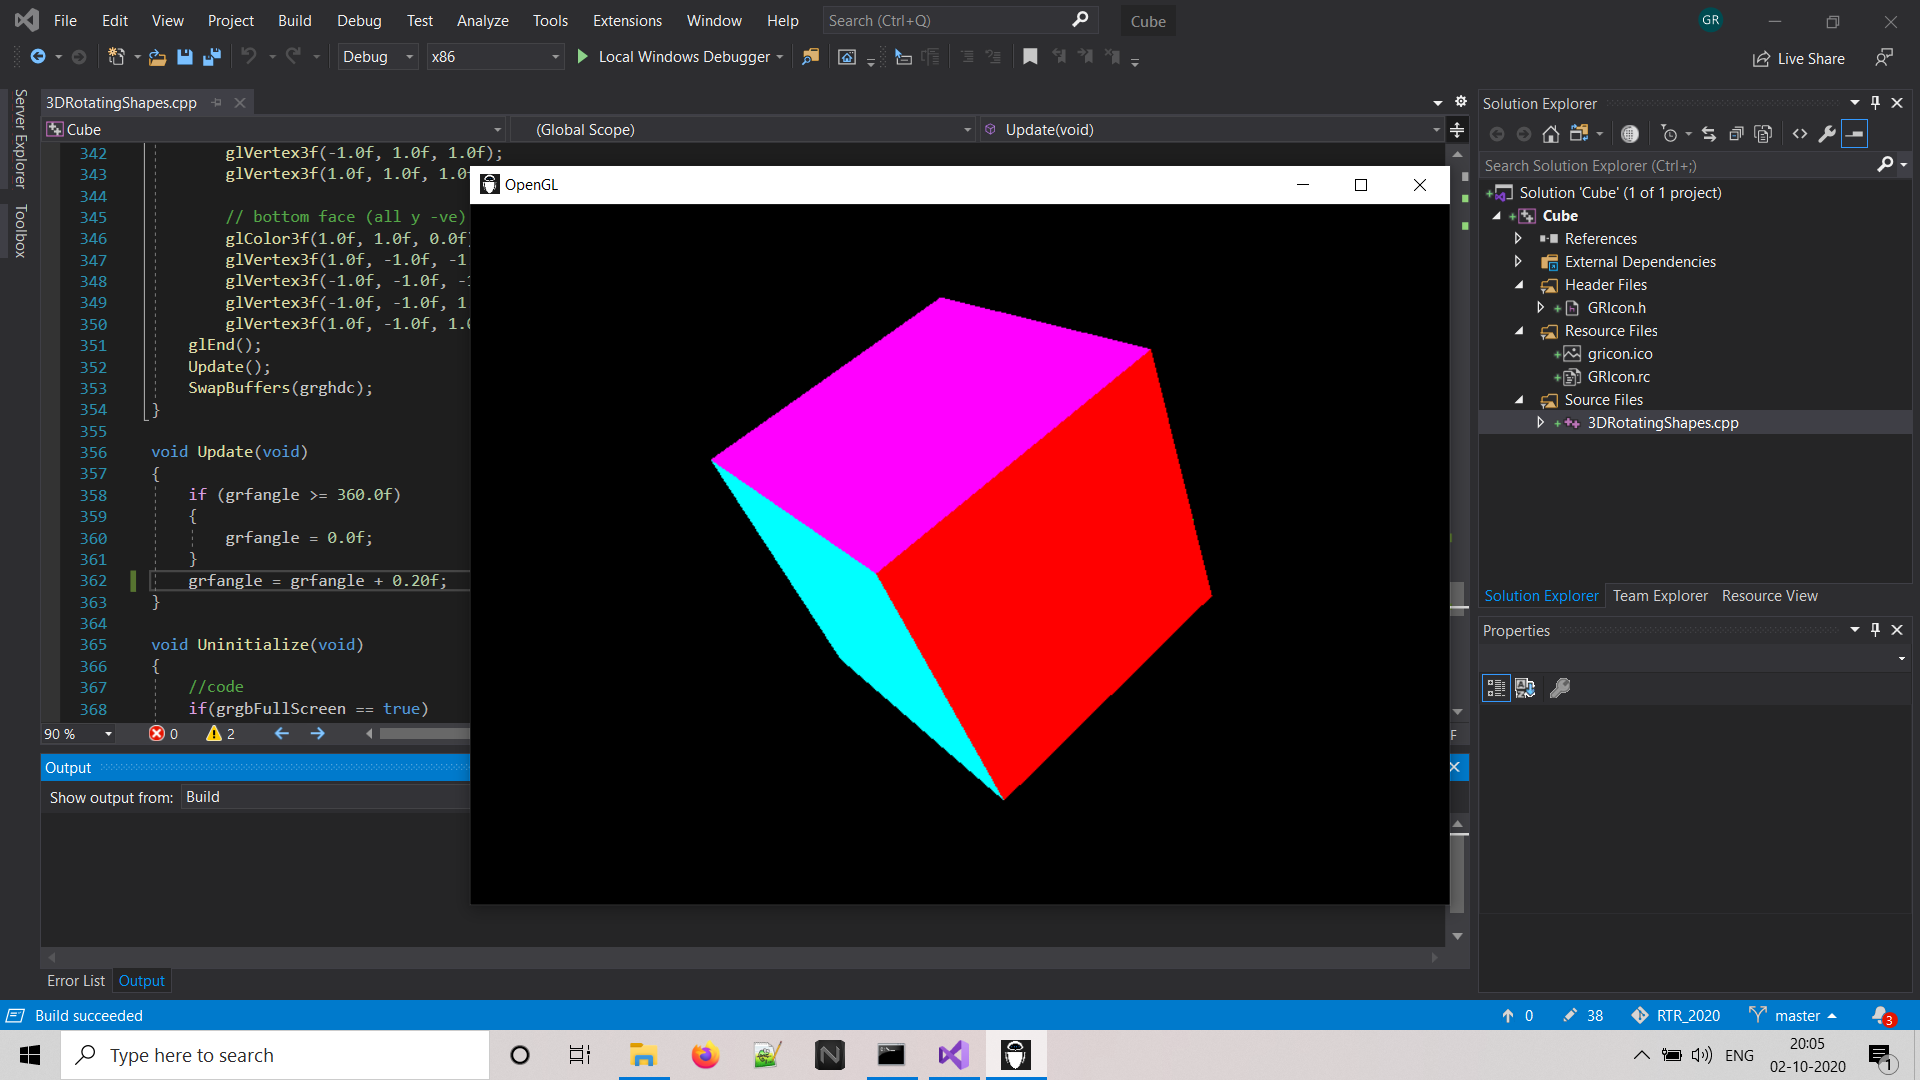 File Edit View Project Build Debug Test Analyze Tools Extensions Window Help Search (Ctrl+Q) Cube GR
Debug x86 Local Windows Debugger Live Share
Server Explorer
Toolbox
3DRotatingShapes.cpp
Cube (Global Scope) Update(void)
342 glVertex3f(-1.0f, 1.0f, 1.0f);
343 glVertex3f(1.0f, 1.0f, 1.0f
344
345 // bottom face (all y -ve)
346 glColor3f(1.0f, 1.0f, 0.0f
347 glVertex3f(1.0f, -1.0f, -1
348 glVertex3f(-1.0f, -1.0f, -1
349 glVertex3f(-1.0f, -1.0f, 1
350 glVertex3f(1.0f, -1.0f, 1.0
351 glEnd();
352 Update();
353 SwapBuffers(grghdc);
354 }
355
356 void Update(void)
357 {
358 if (grfangle >= 360.0f)
359 {
360 grfangle = 0.0f;
361 }
362 grfangle = grfangle + 0.20f;
363 }
364
365 void Uninitialize(void)
366 {
367 //code
368 if(grgbFullScreen == true)
90 % 0 2
OpenGL
Output
Show output from: Build
Error List Output
Solution Explorer
Search Solution Explorer (Ctrl+;)
Solution 'Cube' (1 of 1 project)
Cube
References
External Dependencies
Header Files
GRIcon.h
Resource Files
gricon.ico
GRIcon.rc
Source Files
3DRotatingShapes.cpp
Solution Explorer Team Explorer Resource View
Properties
Build succeeded 0 38 RTR_2020 master 3
Type here to search ENG 20:05
02-10-2020 1